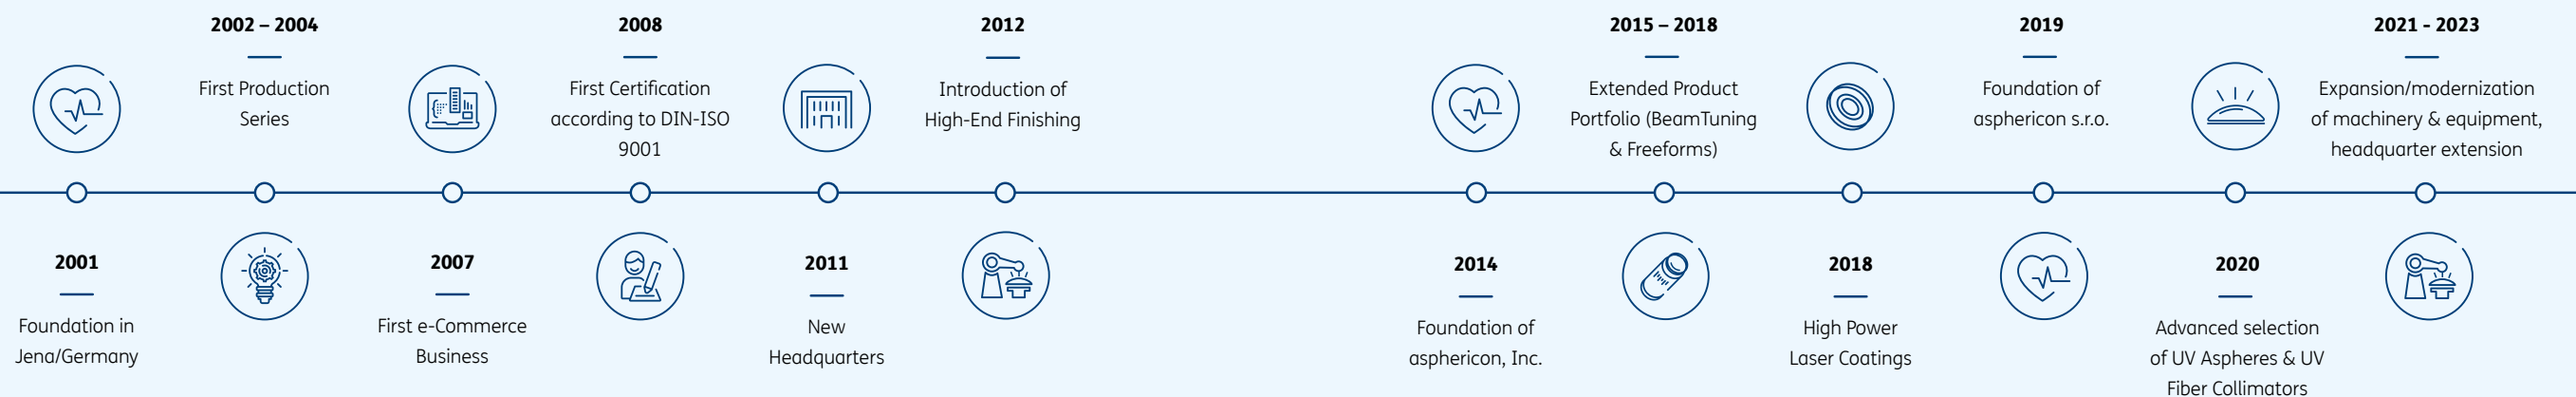 2001
Foundation in
Jena/Germany
2002 – 2004
First Production
Series
2007
First e-Commerce
Business
2008
First Certification
according to DIN-ISO
9001
2011
New
Headquarters
2012
Introduction of
High-End Finishing
2014
Foundation of
asphericon, Inc.
2015 – 2018
Extended Product
Portfolio (BeamTuning
& Freeforms)
2018
High Power
Laser Coatings
2019
Foundation of
asphericon s.r.o.
2020
Advanced selection
of UV Aspheres & UV
Fiber Collimators
2021 - 2023
Expansion/modernization
of machinery & equipment,
headquarter extension